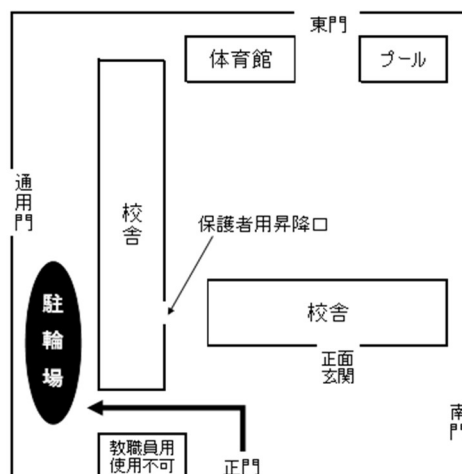 東門
体育館
プール
通用門
校舎
保護者用昇降口
駐輪場
校舎
正面
玄関
南門
教職員用
使用不可
正門